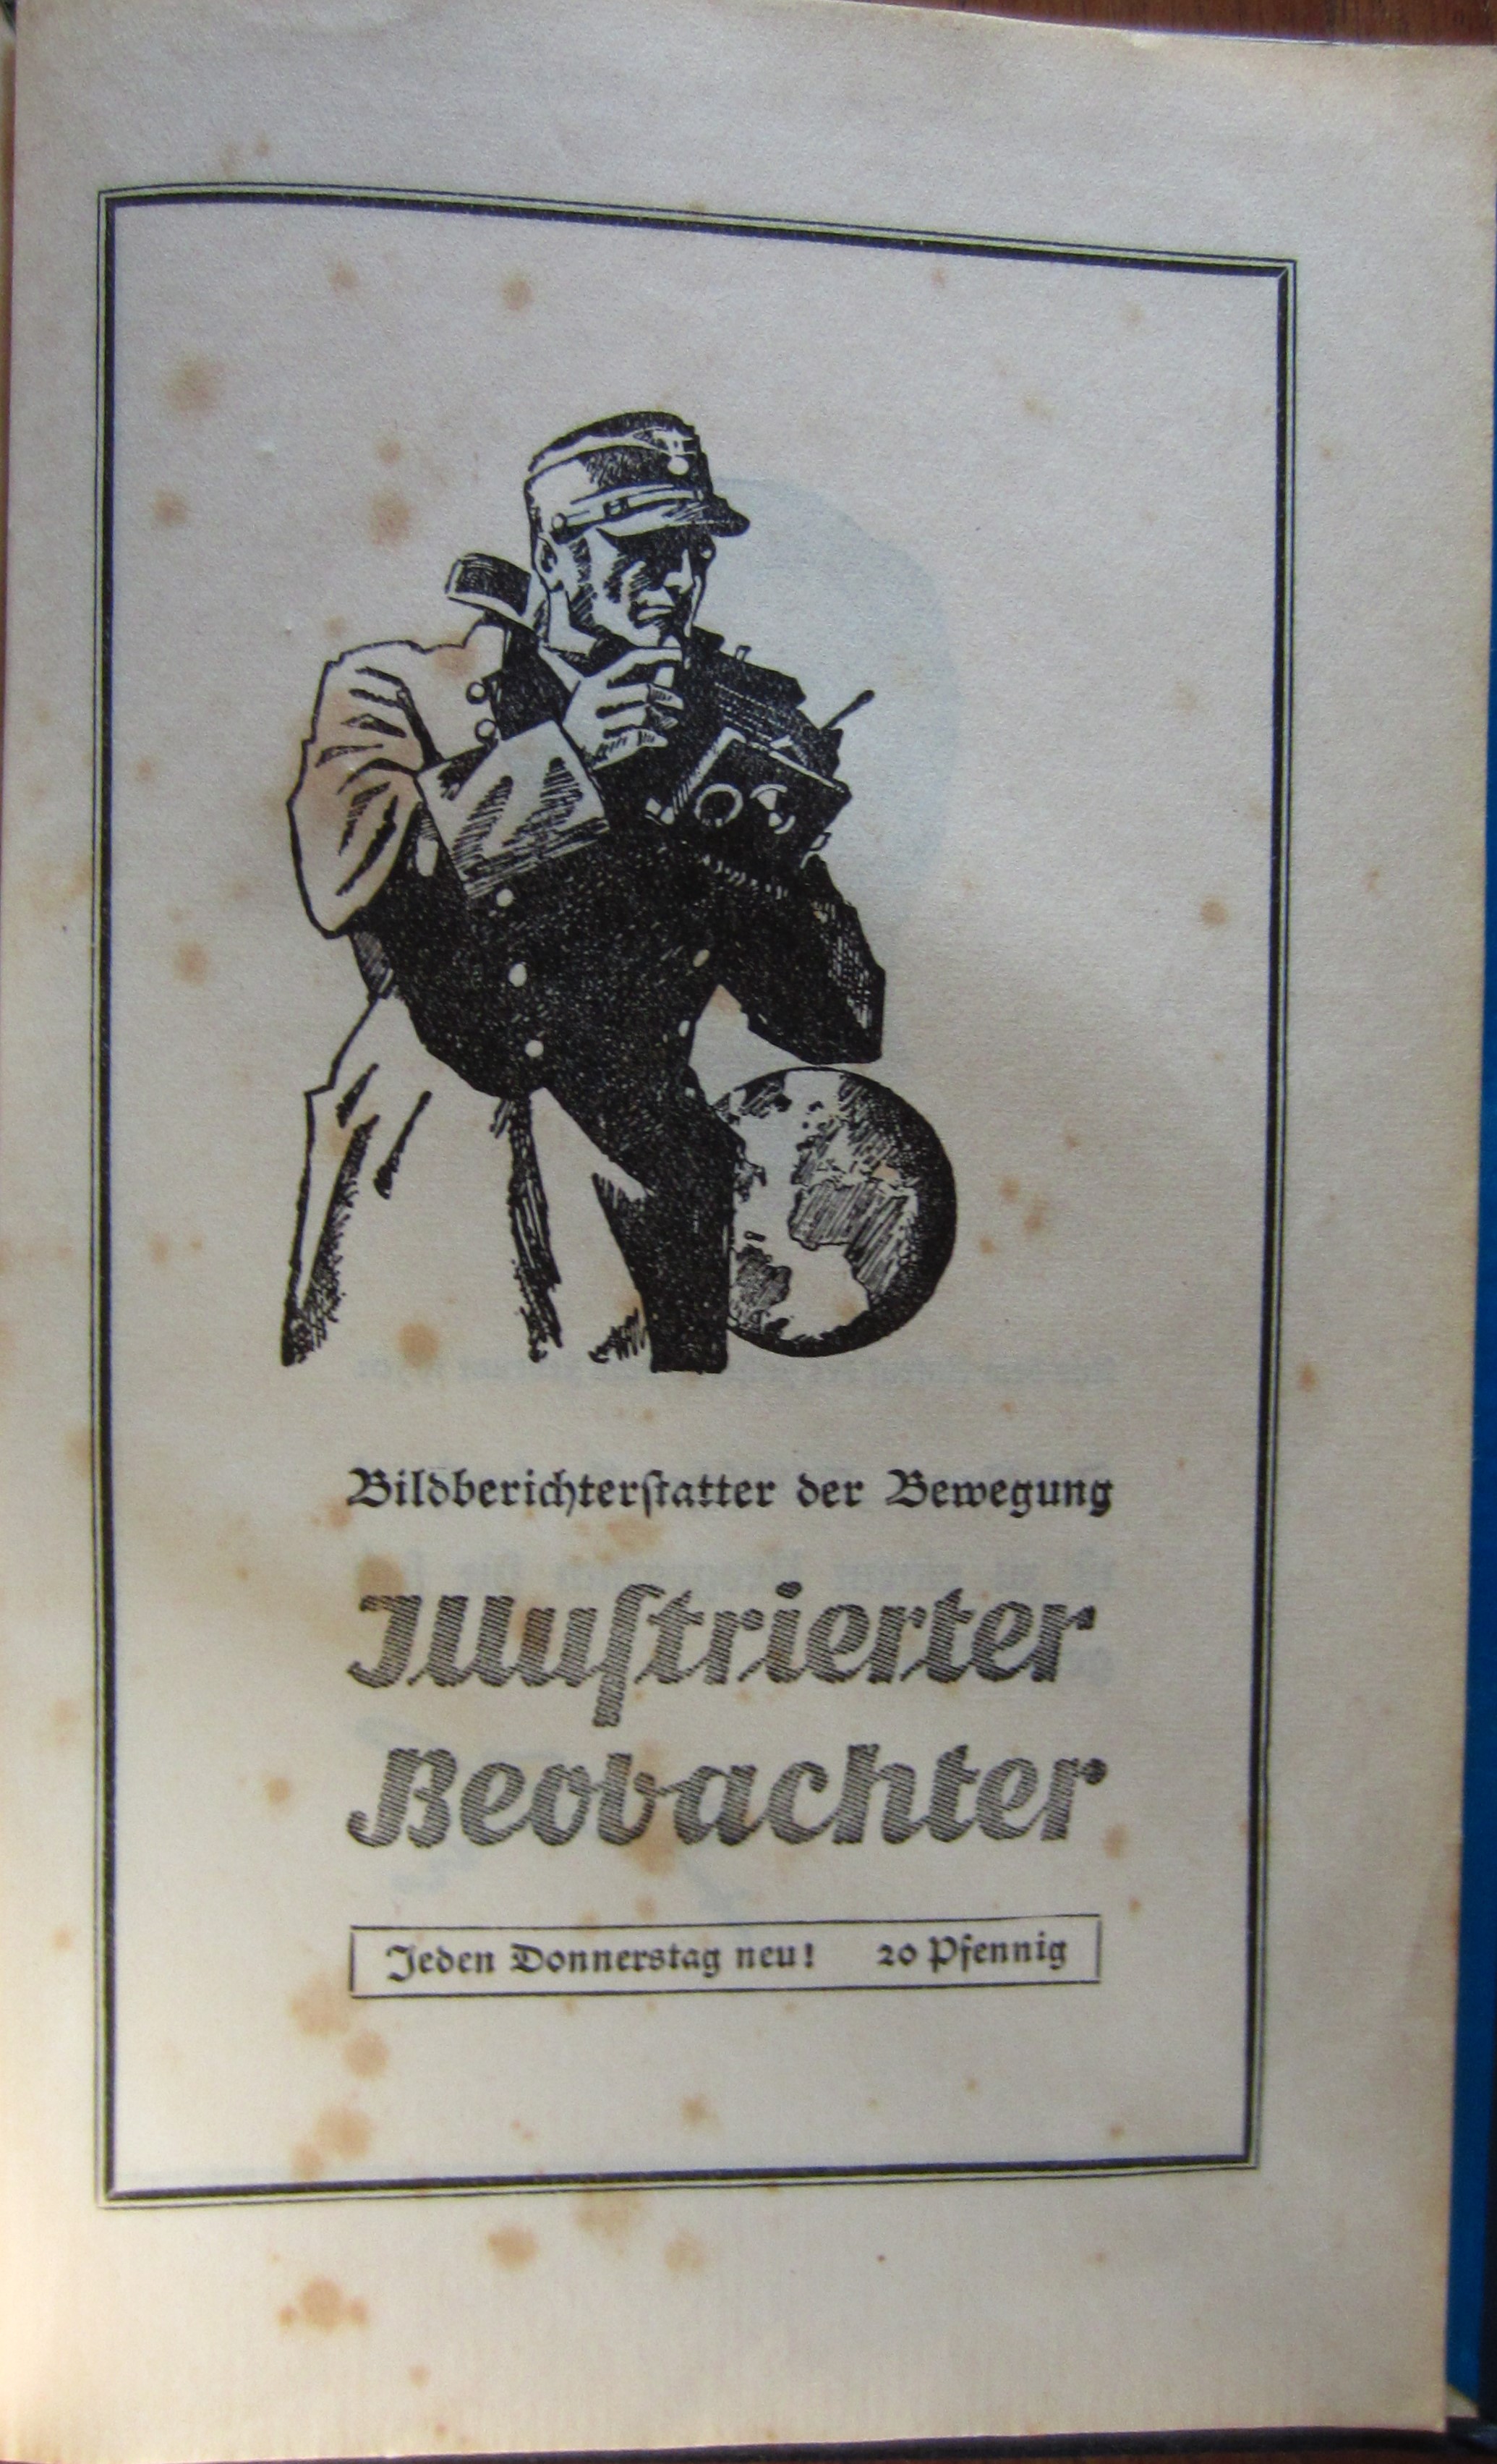 Bildberichterſtatter der Bewegung
Illuſtrierter
Beobachter
Jeden Donnerstag neu! 20 Pfennig